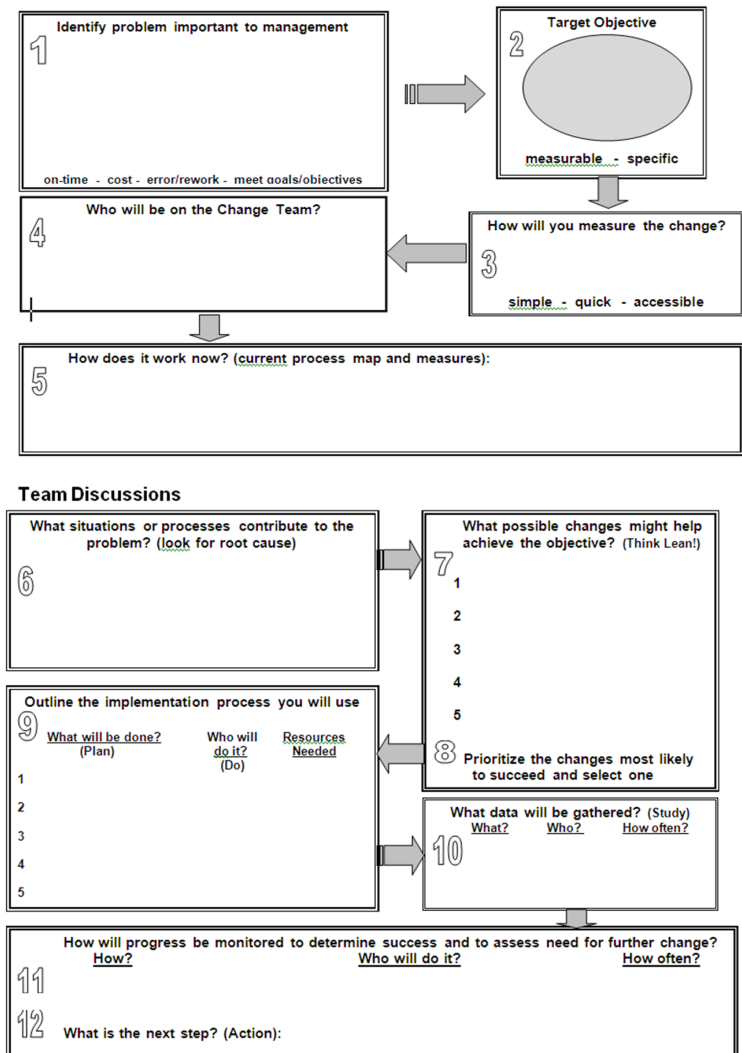 1
Identify problem important to management
on-time - cost - error/rework - meet goals/objectives
2
Target Objective
measurable - specific
3
How will you measure the change?
simple - quick - accessible
4
Who will be on the Change Team?
5
How does it work now? (current process map and measures):
Team Discussions
6
What situations or processes contribute to the
problem? (look for root cause)
7
What possible changes might help
achieve the objective? (Think Lean!)
1
2
3
4
5
8
Prioritize the changes most likely
to succeed and select one
9
Outline the implementation process you will use
What will be done?
(Plan)
Who will
do it?
(Do)
Resources
Needed
1
2
3
4
5
10
What data will be gathered? (Study)
What? Who? How often?
11
How will progress be monitored to determine success and to assess need for further change?
How? Who will do it? How often?
12
What is the next step? (Action):